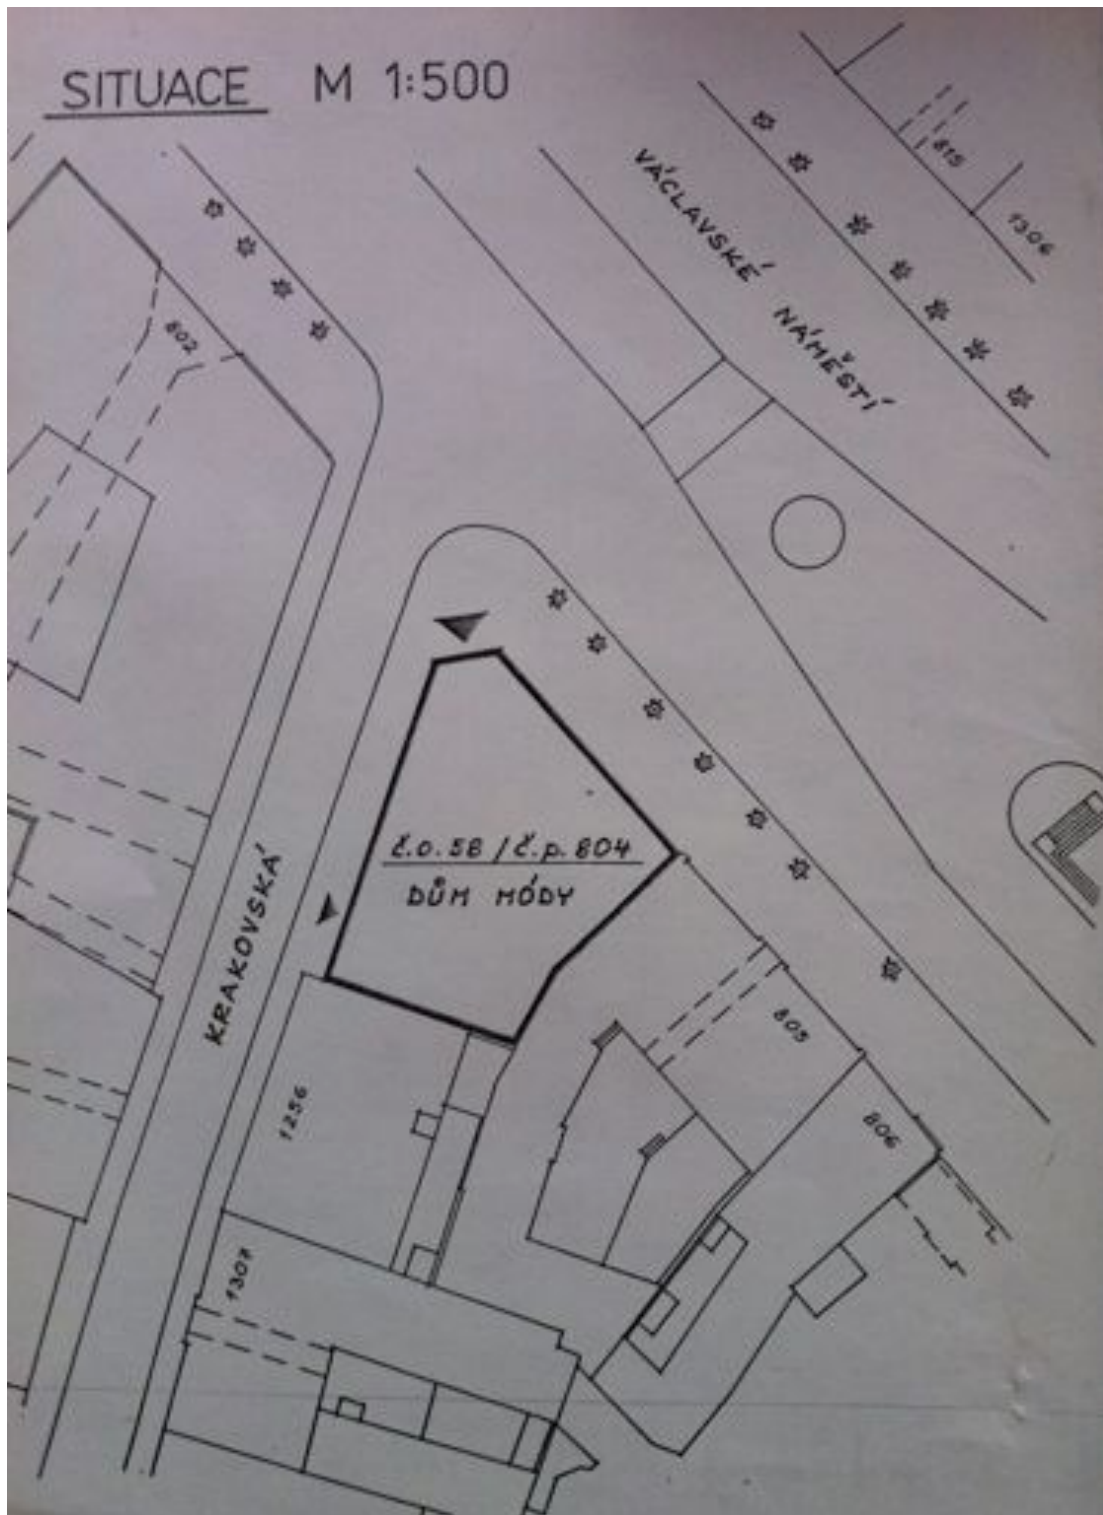 SITUACE M 1:500
815
1306
VÁCLAVSKÉ NÁMĚSTÍ
802
č.o. 58 / č.p. 804
DŮM MÓDY
KRAKOVSKÁ
805
806
1256
1307